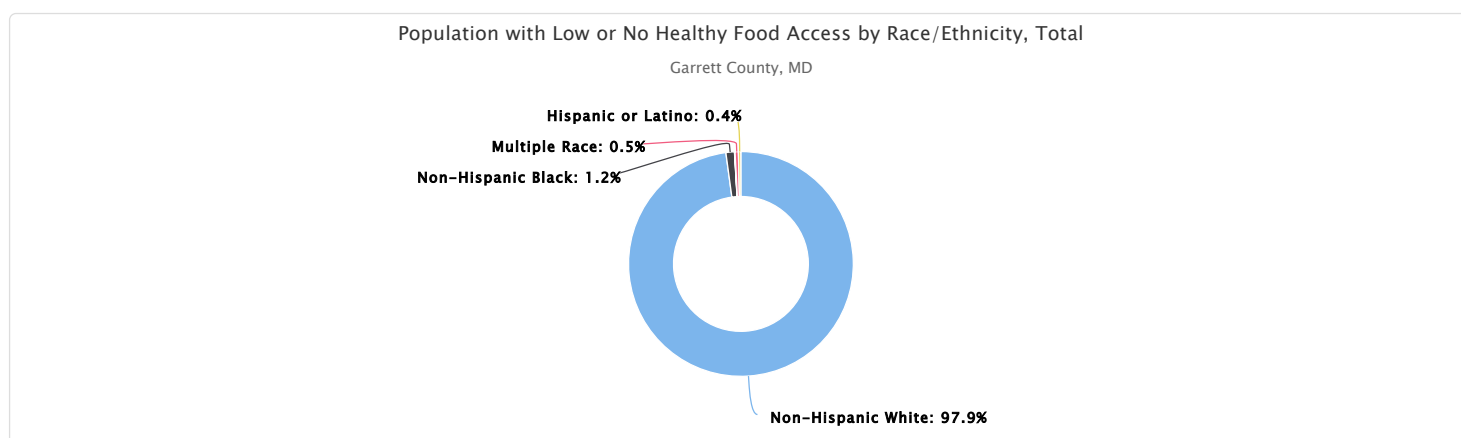 Population with Low or No Healthy Food Access by Race/Ethnicity, Total
Garrett County, MD
Hispanic or Latino: 0.4%
Multiple Race: 0.5%
Non-Hispanic Black: 1.2%
Non-Hispanic White: 97.9%